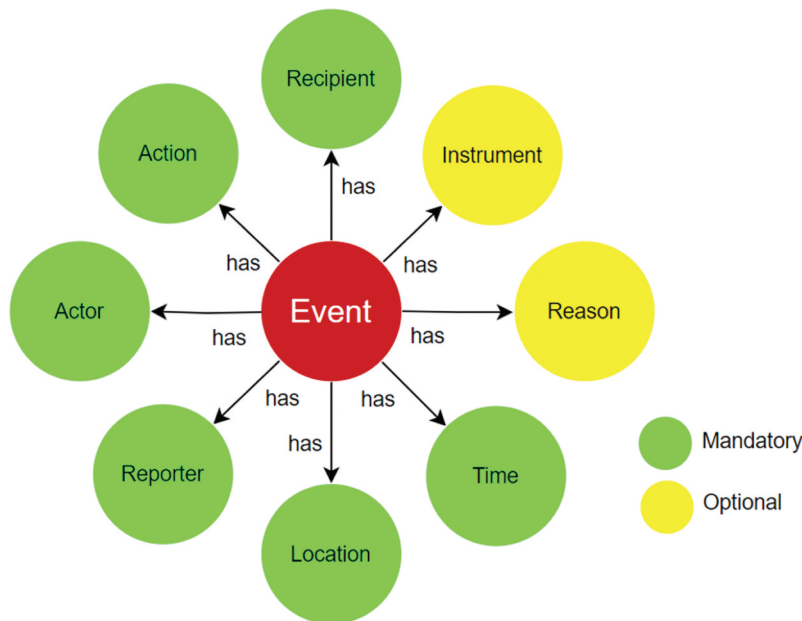 Recipient
Action
Instrument
has
has
has
Actor
Event
Reason
has
has
has
has
has
Mandatory
Reporter
Time
Optional
Location